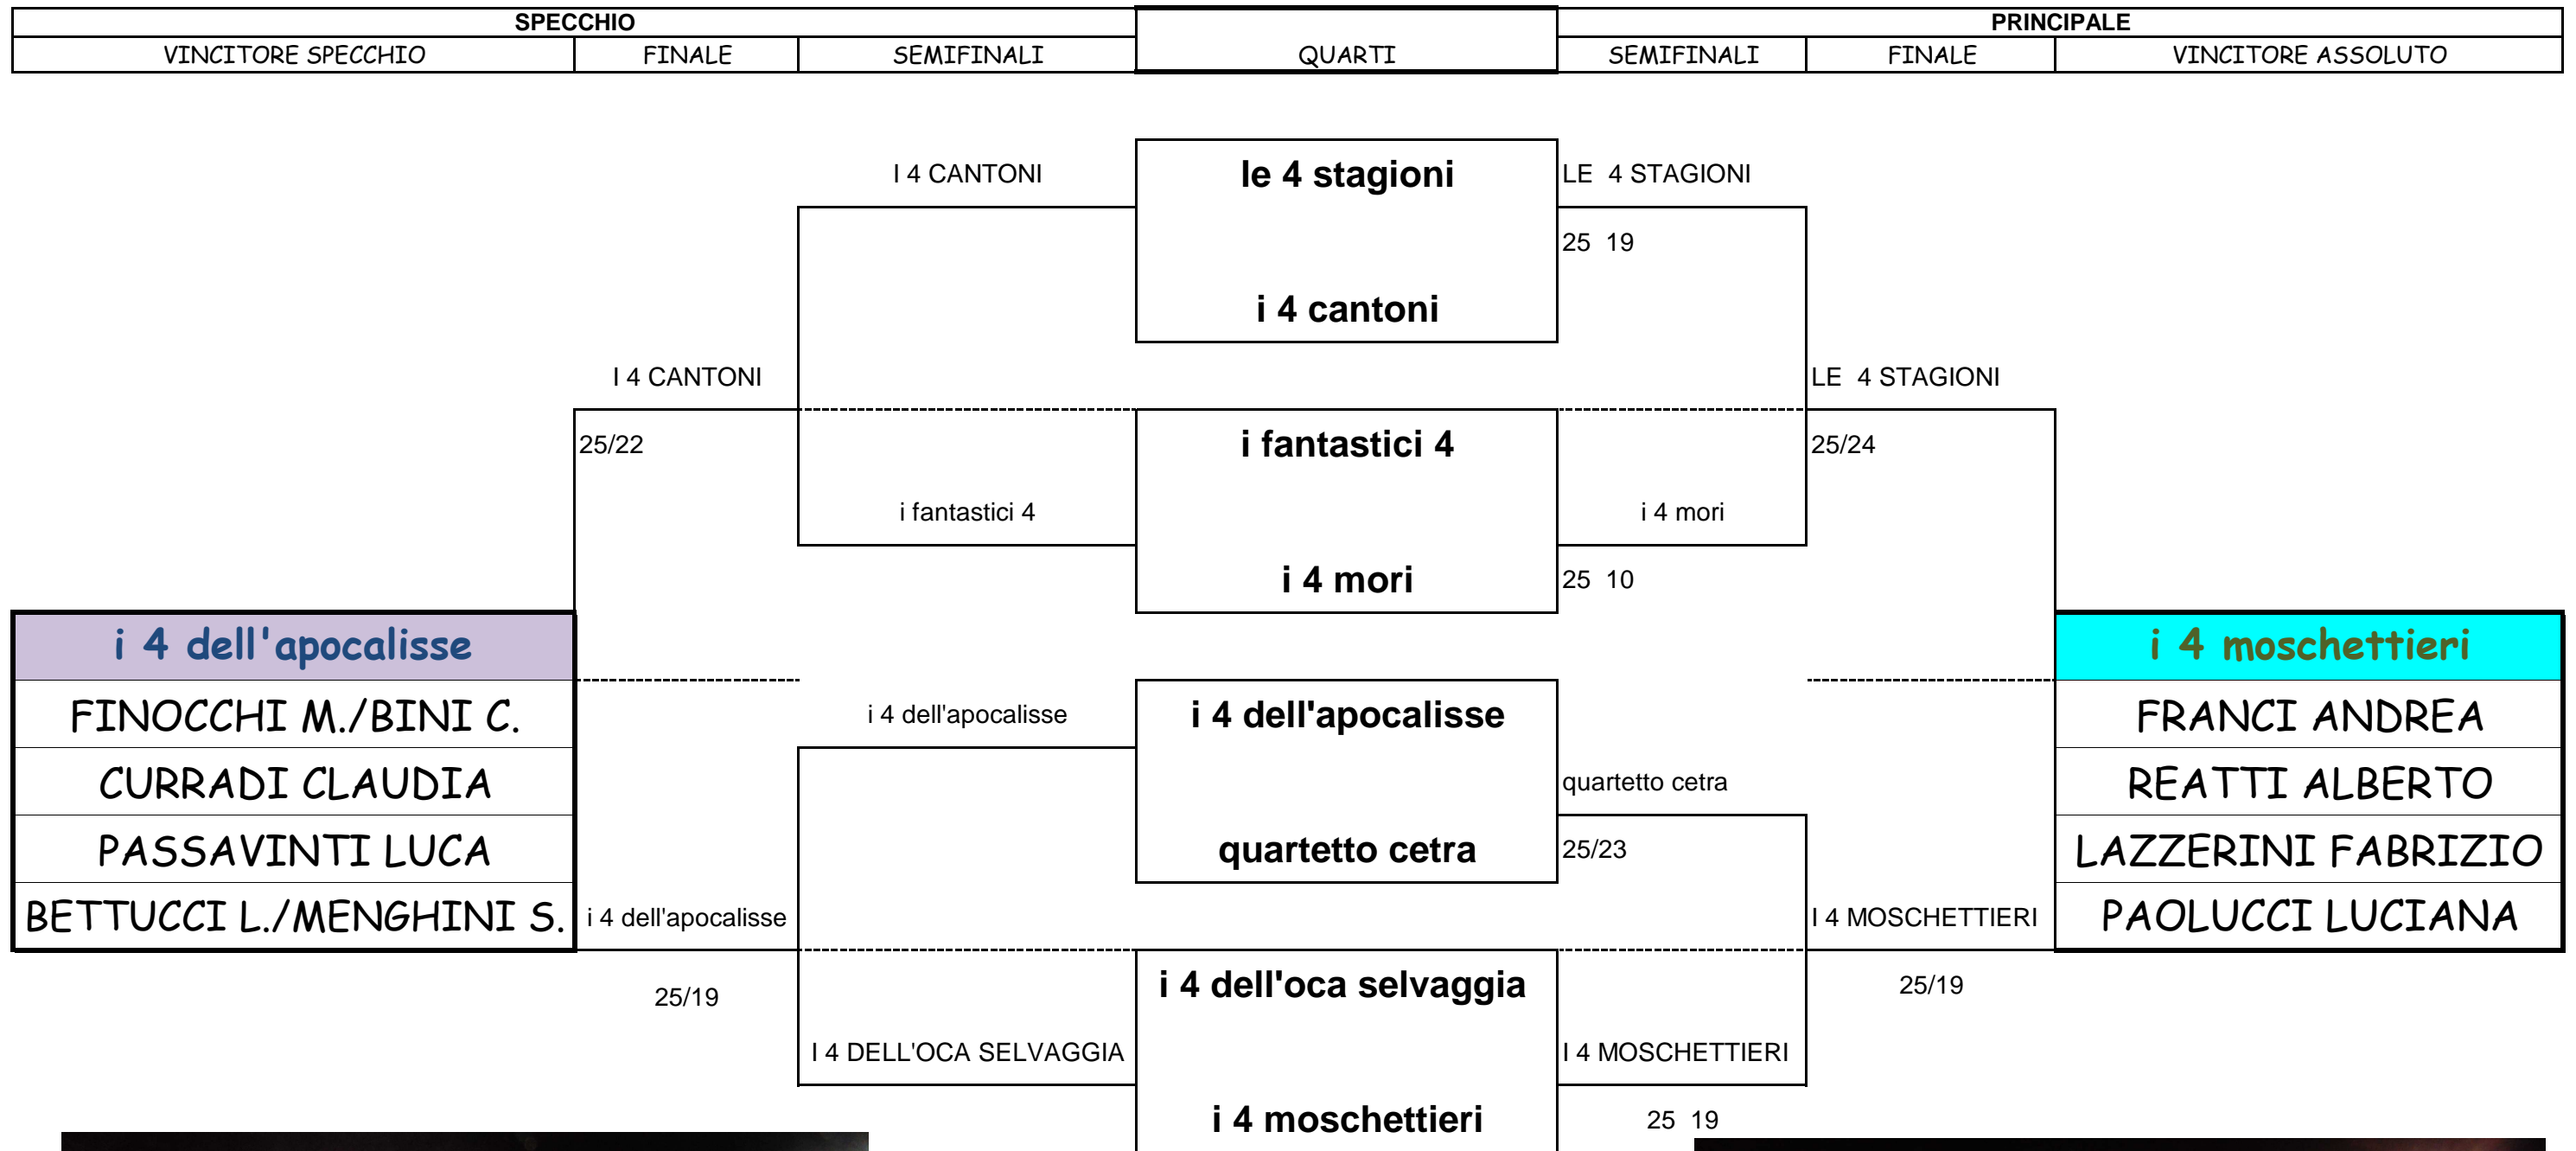 SPECCHIO PRINCIPALE
VINCITORE SPECCHIO FINALE SEMIFINALI QUARTI SEMIFINALI FINALE VINCITORE ASSOLUTO
I 4 CANTONI le 4 stagioni LE 4 STAGIONI
25 19
i 4 cantoni
I 4 CANTONI LE 4 STAGIONI
25/22 i fantastici 4 25/24
i fantastici 4 i 4 mori
i 4 mori 25 10
i 4 dell'apocalisse i 4 moschettieri
FINOCCHI M./BINI C. i 4 dell'apocalisse i 4 dell'apocalisse FRANCI ANDREA
CURRADI CLAUDIA quartetto cetra REATTI ALBERTO
PASSAVINTI LUCA quartetto cetra 25/23 LAZZERINI FABRIZIO
BETTUCCI L./MENGHINI S. i 4 dell'apocalisse I 4 MOSCHETTIERI PAOLUCCI LUCIANA
25/19 i 4 dell'oca selvaggia 25/19
I 4 DELL'OCA SELVAGGIA I 4 MOSCHETTIERI
i 4 moschettieri 25 19